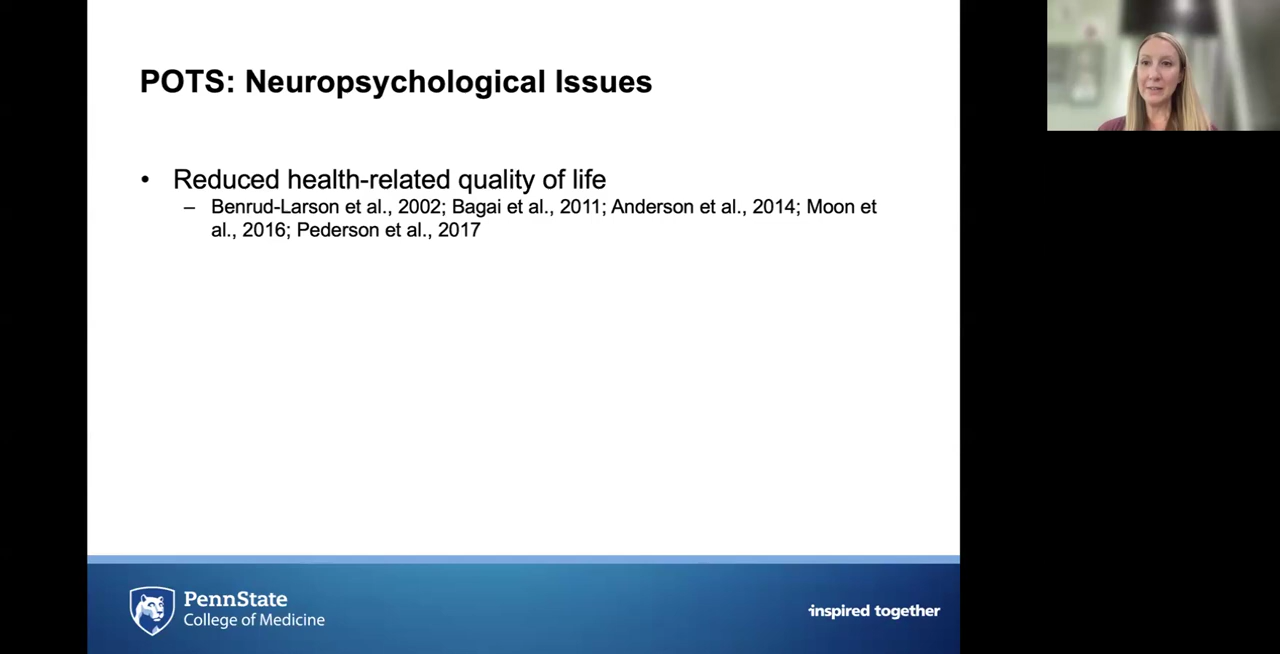 POTS: Neuropsychological Issues
• Reduced health-related quality of life
– Benrud-Larson et al., 2002; Bagai et al., 2011; Anderson et al., 2014; Moon et
al., 2016; Pederson et al., 2017
PennState
College of Medicine
inspired together